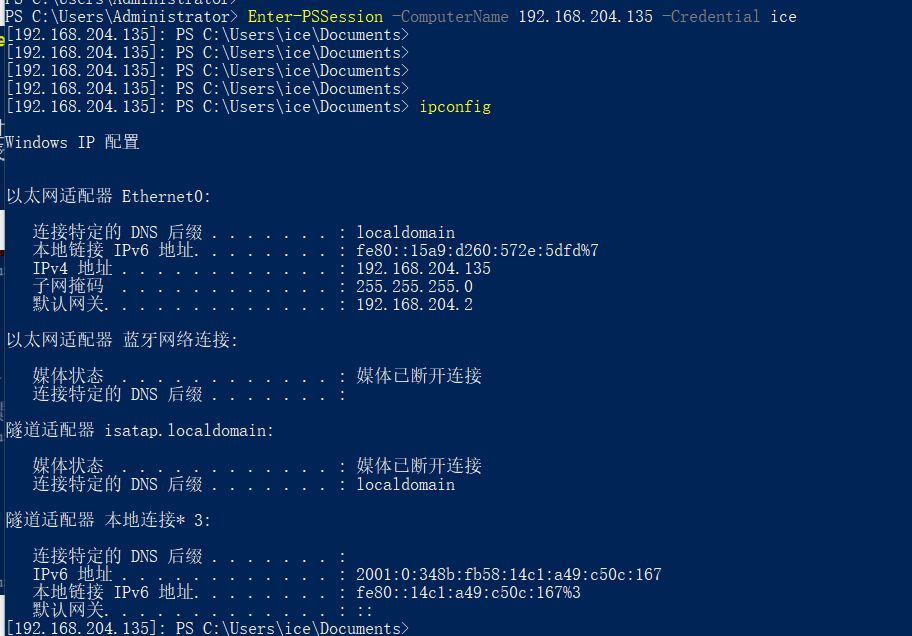 PS C:\Users\Administrator>
PS C:\Users\Administrator> Enter-PSSession -ComputerName 192.168.204.135 -Credential ice
[192.168.204.135]: PS C:\Users\ice\Documents>
[192.168.204.135]: PS C:\Users\ice\Documents>
[192.168.204.135]: PS C:\Users\ice\Documents>
[192.168.204.135]: PS C:\Users\ice\Documents>
[192.168.204.135]: PS C:\Users\ice\Documents> ipconfig
Windows IP 配置
以太网适配器 Ethernet0:
连接特定的 DNS 后缀 . . . . . . . : localdomain
本地链接 IPv6 地址. . . . . . . . : fe80::15a9:d260:572e:5dfd%7
IPv4 地址 . . . . . . . . . . . . : 192.168.204.135
子网掩码 . . . . . . . . . . . . : 255.255.255.0
默认网关. . . . . . . . . . . . . : 192.168.204.2
以太网适配器 蓝牙网络连接:
媒体状态 . . . . . . . . . . . . : 媒体已断开连接
连接特定的 DNS 后缀 . . . . . . . :
隧道适配器 isatap.localdomain:
媒体状态 . . . . . . . . . . . . : 媒体已断开连接
连接特定的 DNS 后缀 . . . . . . . : localdomain
隧道适配器 本地连接* 3:
连接特定的 DNS 后缀 . . . . . . . :
IPv6 地址 . . . . . . . . . . . . : 2001:0:348b:fb58:14c1:a49:c50c:167
本地链接 IPv6 地址. . . . . . . . : fe80::14c1:a49:c50c:167%3
默认网关. . . . . . . . . . . . . : ::
[192.168.204.135]: PS C:\Users\ice\Documents>